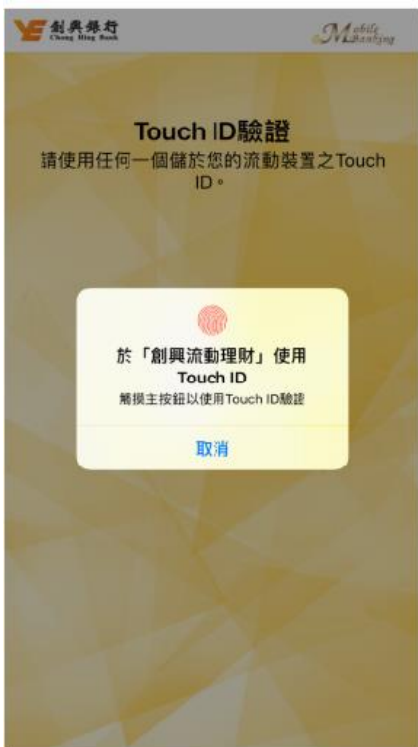 創興銀行
Chong Hing Bank
Mobile
Banking
Touch ID驗證
請使用任何一個儲於您的流動裝置之Touch
ID。
於「創興流動理財」使用
Touch ID
觸摸主按鈕以使用Touch ID驗證
取消